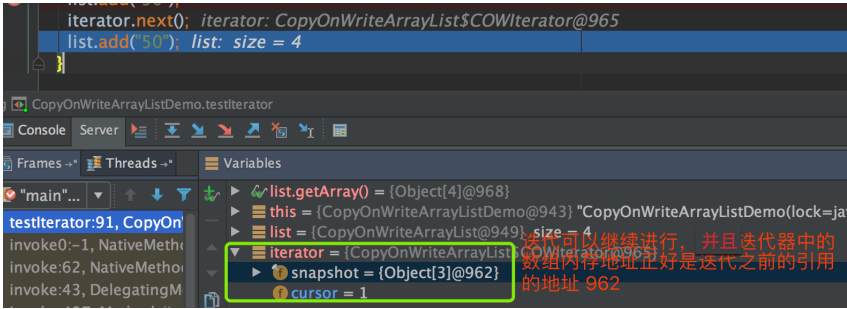 iterator.next(); iterator: CopyOnWriteArrayList$COWIterator@965
list.add("50"); list: size = 4
}
CopyOnWriteArrayListDemo.testIterator
Console Server
Frames Threads Variables
"main"...
list.getArray() = {Object[4]@968}
this = {CopyOnWriteArrayListDemo@943} "CopyOnWriteArrayListDemo(lock=ja
list = {CopyOnWriteArrayList@949} size = 4
iterator = {CopyOnWriteArrayList$COWIterator@965}
snapshot = {Object[3]@962}
cursor = 1
testIterator:91, CopyOn
invoke0:-1, NativeMetho
invoke:62, NativeMethod
invoke:43, DelegatingMe
迭代可以继续进行，并且迭代器中的
数组内存地址正好是迭代之前的引用
的地址 962